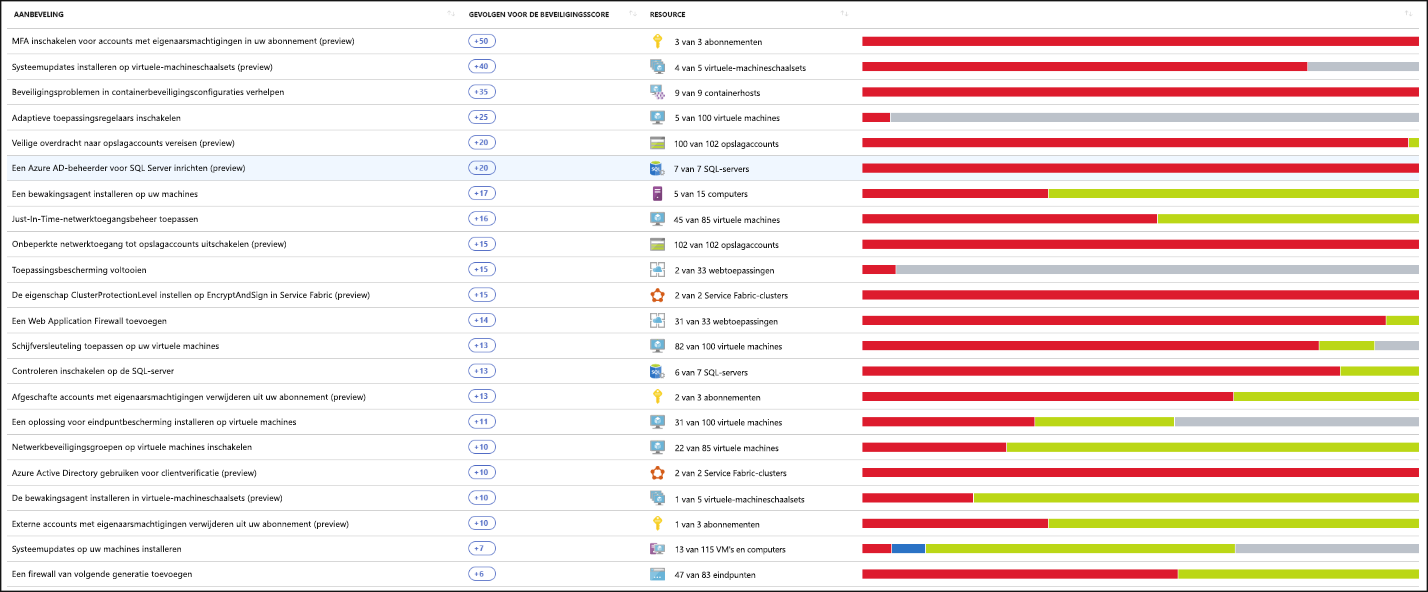 AANBEVELING GEVOLGEN VOOR DE BEVEILIGINGSSCORE RESOURCE
MFA inschakelen voor accounts met eigenaarsmachtigingen in uw abonnement (preview) +50 3 van 3 abonnementen
Systeemupdates installeren op virtuele-machineschaalsets (preview) +40 4 van 5 virtuele-machineschaalsets
Beveiligingsproblemen in containerbeveiligingsconfiguraties verhelpen +35 9 van 9 containerhosts
Adaptieve toepassingsregelaars inschakelen +25 5 van 100 virtuele machines
Veilige overdracht naar opslagaccounts vereisen (preview) +20 100 van 102 opslagaccounts
Een Azure AD-beheerder voor SQL Server inrichten (preview) +20 7 van 7 SQL-servers
Een bewakingsagent installeren op uw machines +17 5 van 15 computers
Just-In-Time-netwerktoegangsbeheer toepassen +16 45 van 85 virtuele machines
Onbeperkte netwerktoegang tot opslagaccounts uitschakelen (preview) +15 102 van 102 opslagaccounts
Toepassingsbescherming voltooien +15 2 van 33 webtoepassingen
De eigenschap ClusterProtectionLevel instellen op EncryptAndSign in Service Fabric (preview) +15 2 van 2 Service Fabric-clusters
Een Web Application Firewall toevoegen +14 31 van 33 webtoepassingen
Schijfversleuteling toepassen op uw virtuele machines +13 82 van 100 virtuele machines
Controleren inschakelen op de SQL-server +13 6 van 7 SQL-servers
Afgeschafte accounts met eigenaarsmachtigingen verwijderen uit uw abonnement (preview) +13 2 van 3 abonnementen
Een oplossing voor eindpuntbescherming installeren op virtuele machines +11 31 van 100 virtuele machines
Netwerkbeveiligingsgroepen op virtuele machines inschakelen +10 22 van 85 virtuele machines
Azure Active Directory gebruiken voor clientverificatie (preview) +10 2 van 2 Service Fabric-clusters
De bewakingsagent installeren in virtuele-machineschaalsets (preview) +10 1 van 5 virtuele-machineschaalsets
Externe accounts met eigenaarsmachtigingen verwijderen uit uw abonnement (preview) +10 1 van 3 abonnementen
Systeemupdates op uw machines installeren +7 13 van 115 VM's en computers
Een firewall van volgende generatie toevoegen +6 47 van 83 eindpunten